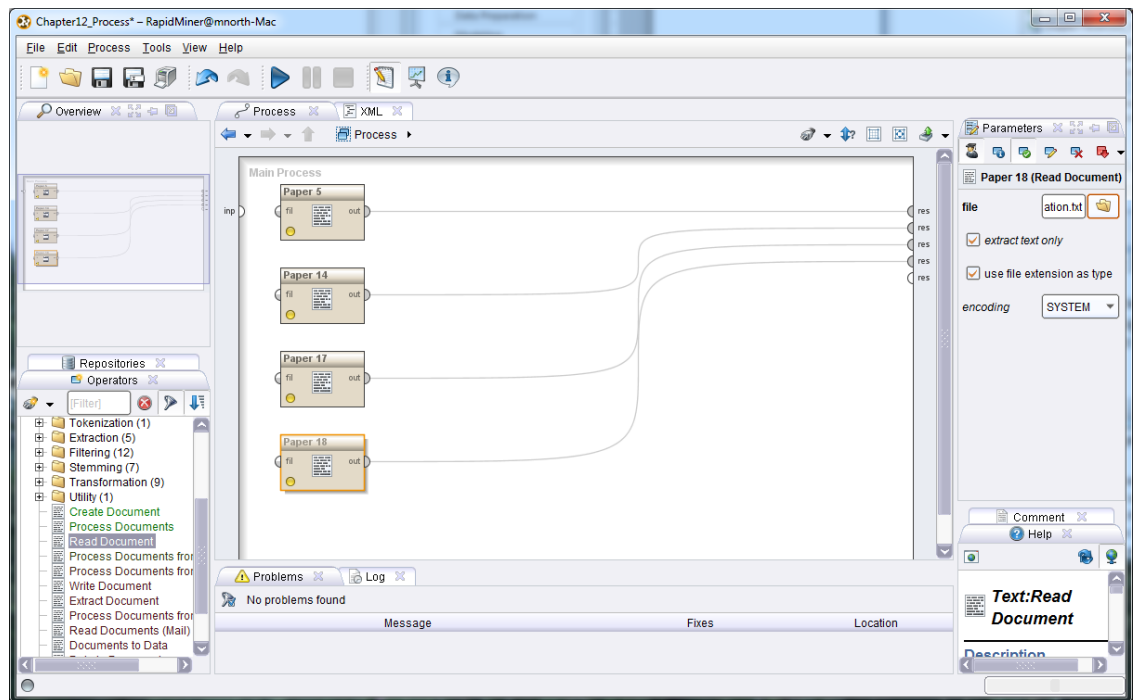 Chapter12_Process* – RapidMiner@mnorth-Mac
File Edit Process Tools View Help
Overview
Process
XML
Process
Main Process
inp
Paper 5
fil
out
Paper 14
fil
out
Paper 17
fil
out
Paper 18
fil
out
res
res
res
res
res
Repositories
Operators
[Filter]
Tokenization (1)
Extraction (5)
Filtering (12)
Stemming (7)
Transformation (9)
Utility (1)
Create Document
Process Documents
Read Document
Process Documents from
Process Documents from
Write Document
Extract Document
Process Documents from
Read Documents (Mail)
Documents to Data
Problems
Log
No problems found
Message Fixes Location
Parameters
Paper 18 (Read Document)
file ation.txt
extract text only
use file extension as type
encoding SYSTEM
Comment
Help
Text:Read
Document
Description